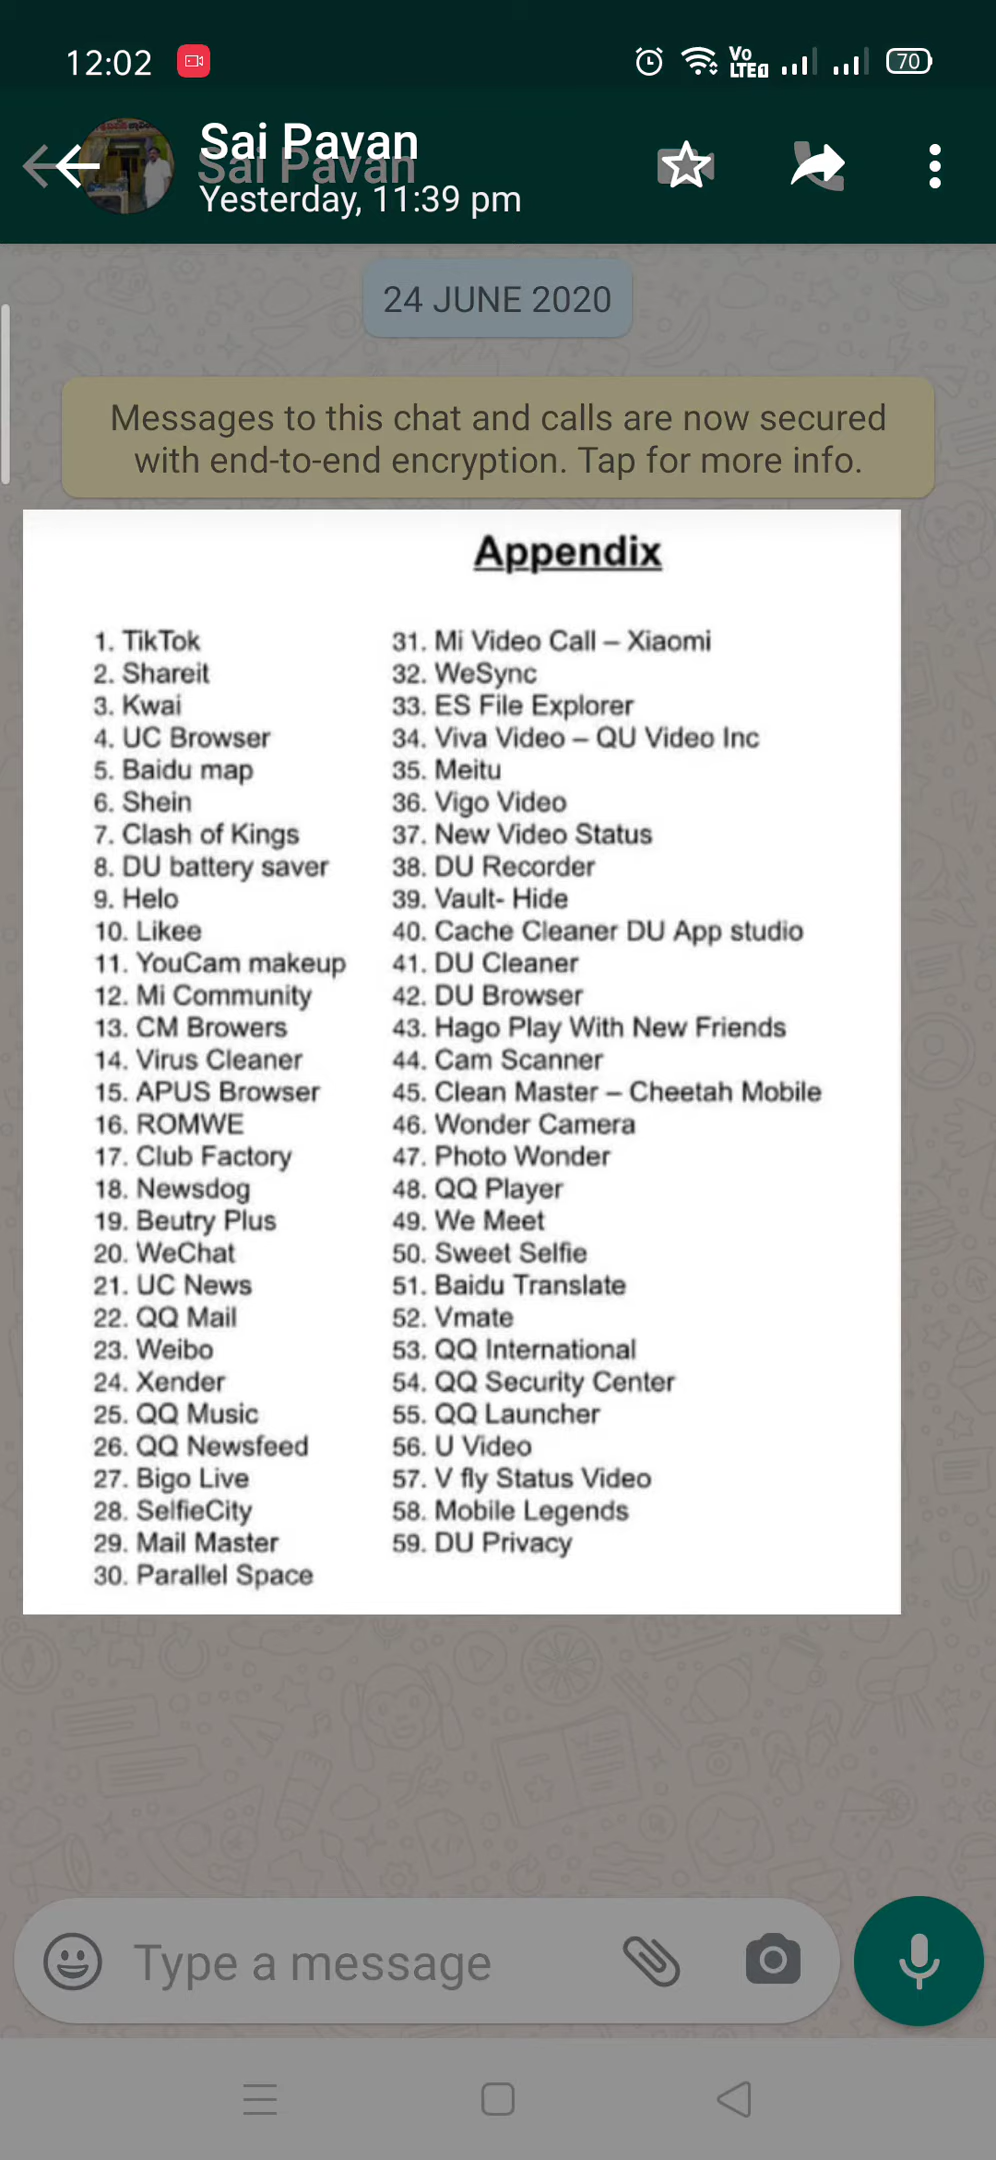 12:02
Vo
LTE1
70
Sai Pavan
Sai Pavan
Yesterday, 11:39 pm
24 JUNE 2020
Messages to this chat and calls are now secured
with end-to-end encryption. Tap for more info.
Appendix
1. TikTok
2. Shareit
3. Kwai
4. UC Browser
5. Baidu map
6. Shein
7. Clash of Kings
8. DU battery saver
9. Helo
10. Likee
11. YouCam makeup
12. Mi Community
13. CM Browers
14. Virus Cleaner
15. APUS Browser
16. ROMWE
17. Club Factory
18. Newsdog
19. Beutry Plus
20. WeChat
21. UC News
22. QQ Mail
23. Weibo
24. Xender
25. QQ Music
26. QQ Newsfeed
27. Bigo Live
28. SelfieCity
29. Mail Master
30. Parallel Space
31. Mi Video Call – Xiaomi
32. WeSync
33. ES File Explorer
34. Viva Video – QU Video Inc
35. Meitu
36. Vigo Video
37. New Video Status
38. DU Recorder
39. Vault- Hide
40. Cache Cleaner DU App studio
41. DU Cleaner
42. DU Browser
43. Hago Play With New Friends
44. Cam Scanner
45. Clean Master – Cheetah Mobile
46. Wonder Camera
47. Photo Wonder
48. QQ Player
49. We Meet
50. Sweet Selfie
51. Baidu Translate
52. Vmate
53. QQ International
54. QQ Security Center
55. QQ Launcher
56. U Video
57. V fly Status Video
58. Mobile Legends
59. DU Privacy
Type a message